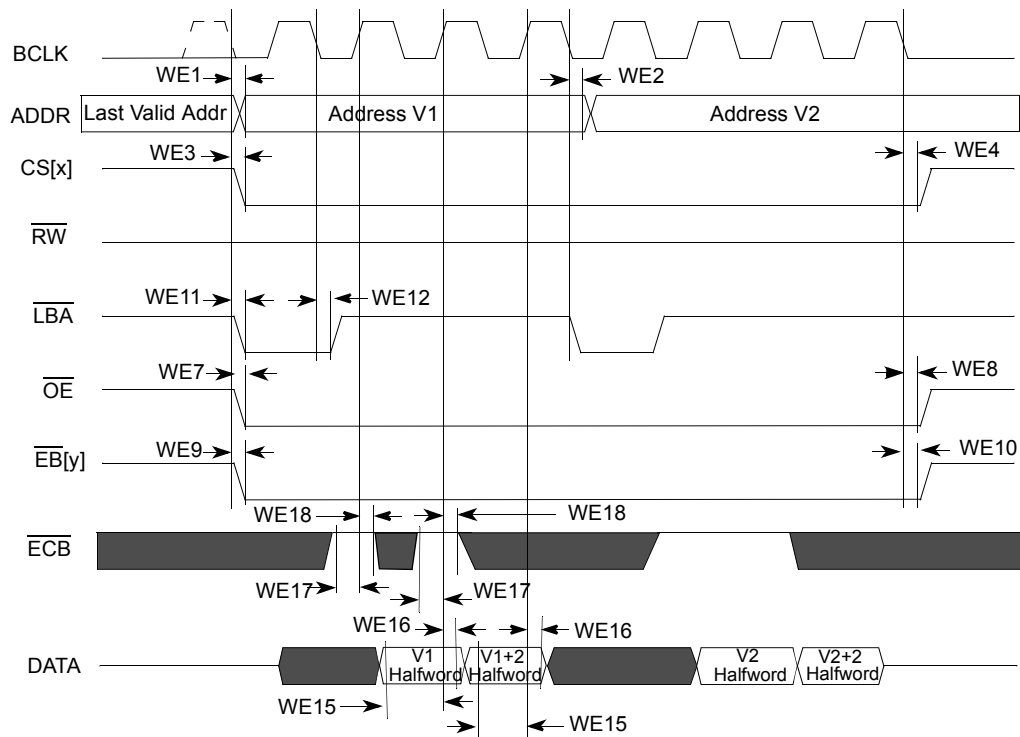 BCLK
WE1
WE2
ADDR
Last Valid Addr
Address V1
Address V2
WE3
WE4
CS[x]
RW
WE11
WE12
LBA
WE7
WE8
OE
WE9
WE10
EB[y]
WE18
WE18
ECB
WE17
WE17
WE16
WE16
DATA
V1
Halfword
V1+2
Halfword
V2
Halfword
V2+2
Halfword
WE15
WE15